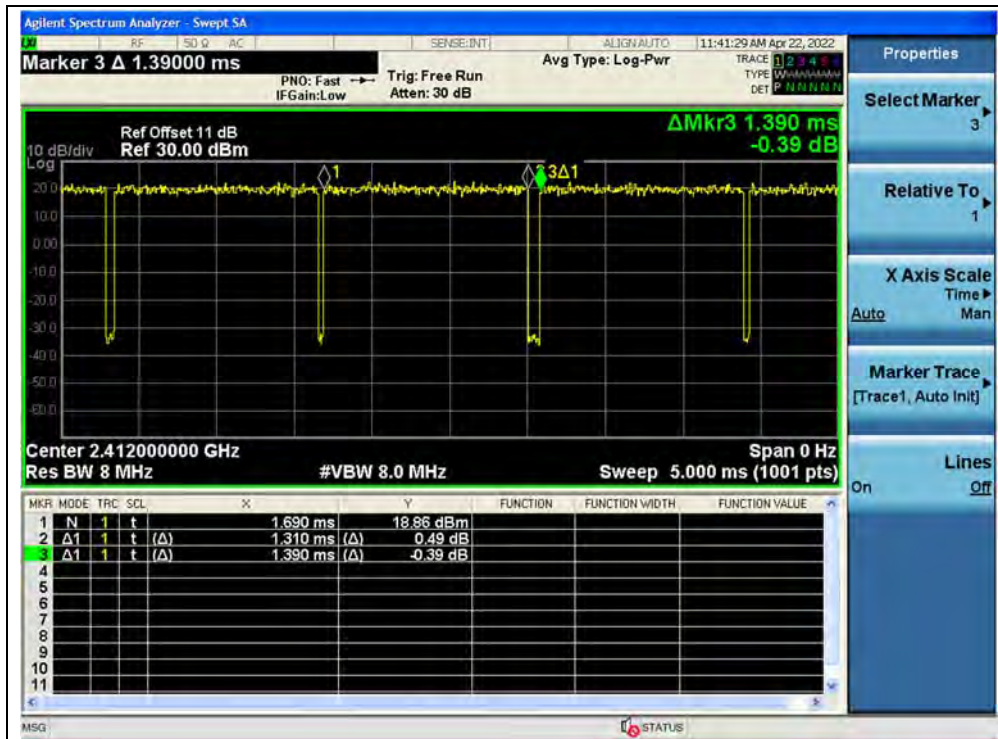 Agilent Spectrum Analyzer - Swept SA
LXI RF 50 Ω AC SENSE:INT ALIGNAUTO 11:41:29 AM Apr 22, 2022
Marker 3 Δ 1.39000 ms
PNO: Fast Trig: Free Run Avg Type: Log-Pwr TRACE 1 2 3 4 5 6
IFGain:Low Atten: 30 dB TYPE
DET P N N N N N
Properties
Select Marker
3
Relative To
1
X Axis Scale
Time
Auto Man
Marker Trace
[Trace1, Auto Init]
Lines
On Off
ΔMkr3 1.390 ms
-0.39 dB
Ref Offset 11 dB
10 dB/div Ref 30.00 dBm
Log
1 3Δ1
20.0
10.0
0.00
-10.0
-20.0
-30.0
-40.0
-50.0
-60.0
Center 2.412000000 GHz Span 0 Hz
Res BW 8 MHz #VBW 8.0 MHz Sweep 5.000 ms (1001 pts)
MKR MODE TRC SCL X Y FUNCTION FUNCTION WIDTH FUNCTION VALUE
1 N 1 t 1.690 ms 18.86 dBm
2 Δ1 1 t (Δ) 1.310 ms (Δ) 0.49 dB
3 Δ1 1 t (Δ) 1.390 ms (Δ) -0.39 dB
4
5
6
7
8
9
10
11
MSG STATUS